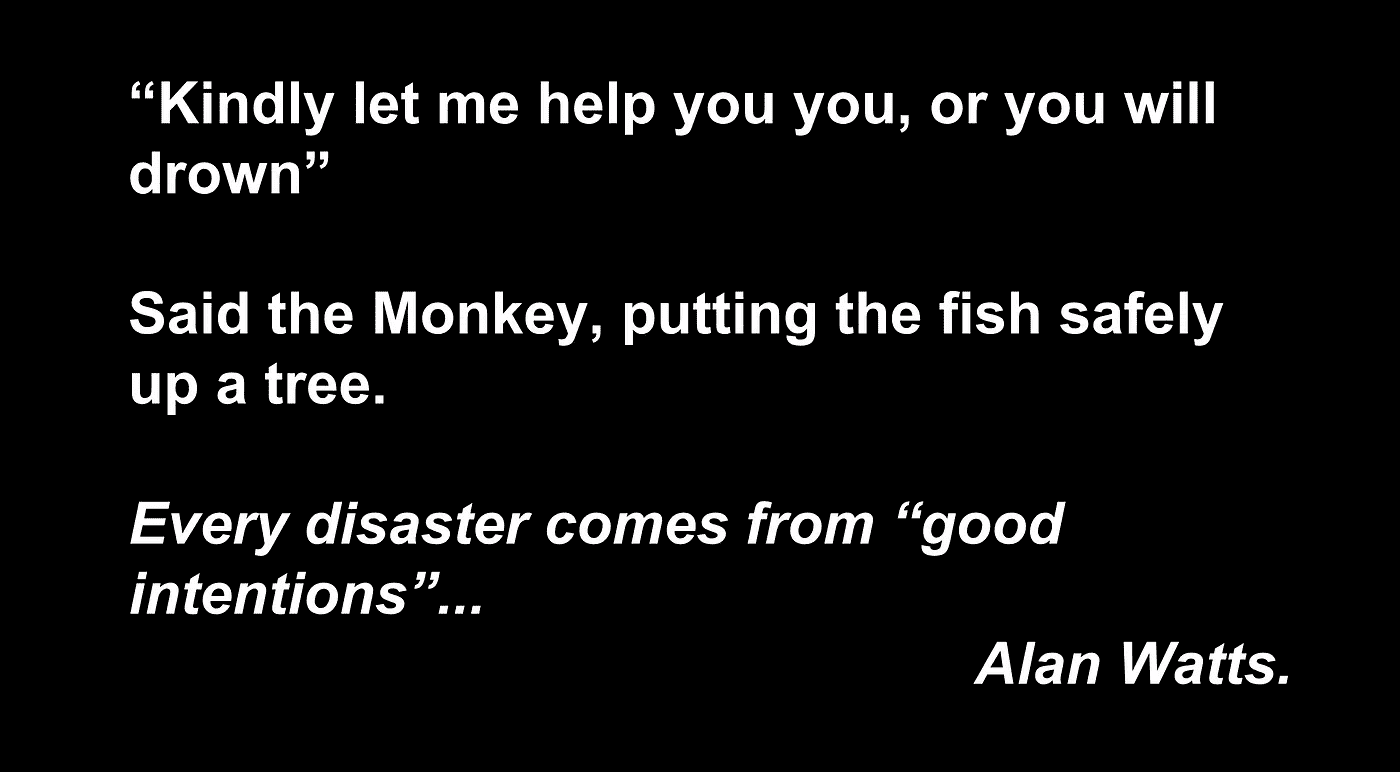 “Kindly let me help you you, or you will
drown”
Said the Monkey, putting the fish safely
up a tree.
Every disaster comes from “good
intentions”...
Alan Watts.